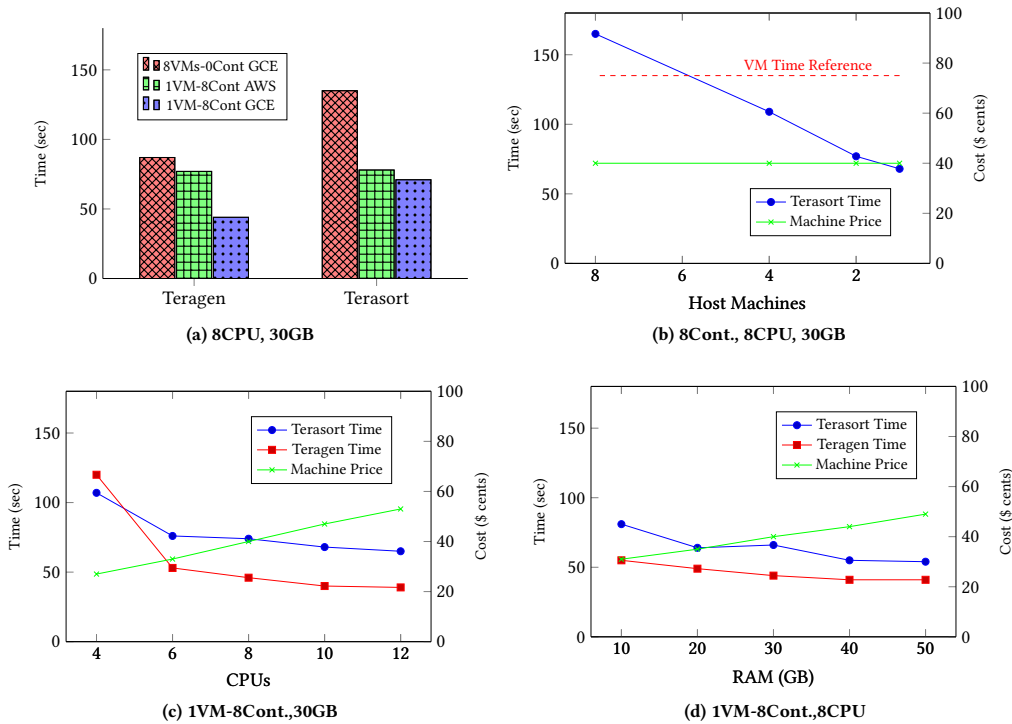 150
100
50
0
Time (sec)
8VMs-0Cont GCE
1VM-8Cont AWS
1VM-8Cont GCE
Teragen
Terasort
(a) 8CPU, 30GB
150
100
50
0
Time (sec)
VM Time Reference
Terasort Time
Machine Price
100
80
60
40
20
0
Cost ($ cents)
8
6
4
2
Host Machines
(b) 8Cont., 8CPU, 30GB
150
100
50
0
Time (sec)
Terasort Time
Teragen Time
Machine Price
100
80
60
40
20
0
Cost ($ cents)
4
6
8
10
12
CPUs
(c) 1VM-8Cont.,30GB
150
100
50
0
Time (sec)
Terasort Time
Teragen Time
Machine Price
100
80
60
40
20
0
Cost ($ cents)
10
20
30
40
50
RAM (GB)
(d) 1VM-8Cont.,8CPU